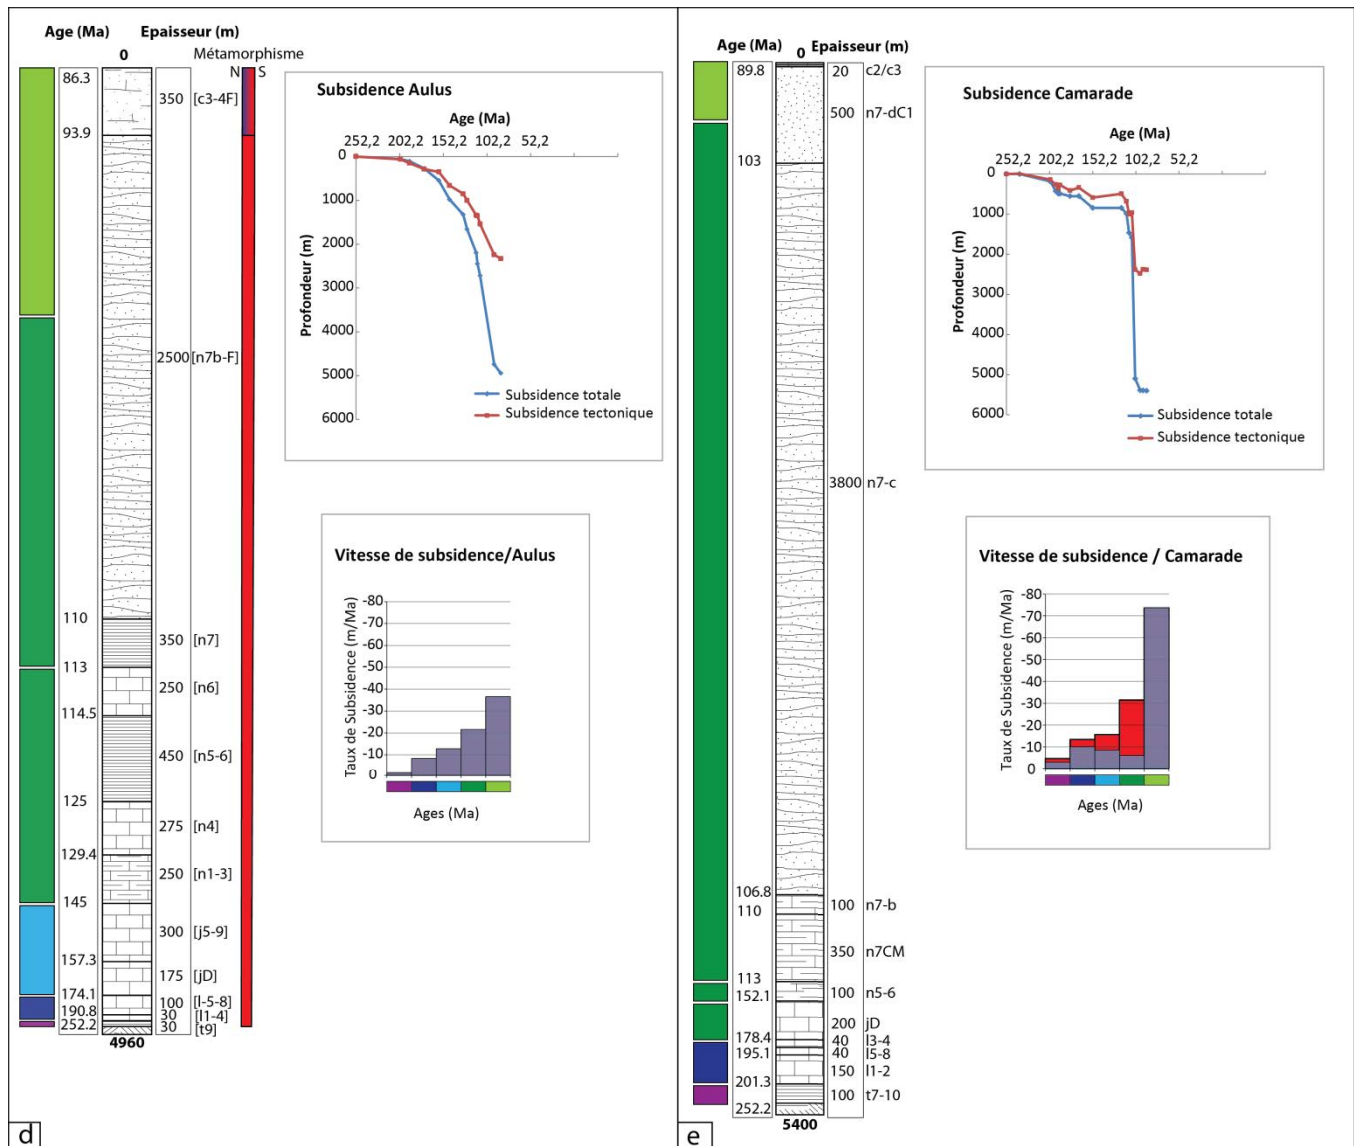 Age (Ma) Epaisseur (m)
0 Métamorphisme
N S
86.3
350 [c3-4F]
93.9
2500 [n7b-F]
110
350 [n7]
113
250 [n6]
114.5
450 [n5-6]
125
275 [n4]
129.4
250 [n1-3]
145
300 [j5-9]
157.3
175 [jD]
174.1
100 [l-5-8]
190.8
30 [l1-4]
252.2
30 [t9]
4960
d
Subsidence Aulus
Age (Ma)
252,2 202,2 152,2 102,2 52,2
Profondeur (m)
0
1000
2000
3000
4000
5000
6000
Subsidence totale
Subsidence tectonique
Vitesse de subsidence/Aulus
Taux de Subsidence (m/Ma)
-80
-70
-60
-50
-40
-30
-20
-10
0
Ages (Ma)
Age (Ma) Epaisseur (m)
0
89.8
20 c2/c3
500 n7-dC1
103
3800 n7-c
106.8
100 n7-b
110
350 n7CM
113
100 n5-6
152.1
200 jD
178.4
40 l3-4
195.1
40 l5-8
150 l1-2
201.3
100 t7-10
252.2
5400
e
Subsidence Camarade
Age (Ma)
252,2 202,2 152,2 102,2 52,2
Profondeur (m)
0
1000
2000
3000
4000
5000
6000
Subsidence totale
Subsidence tectonique
Vitesse de subsidence / Camarade
Taux de Subsidence (m/Ma)
-80
-70
-60
-50
-40
-30
-20
-10
0
Ages (Ma)